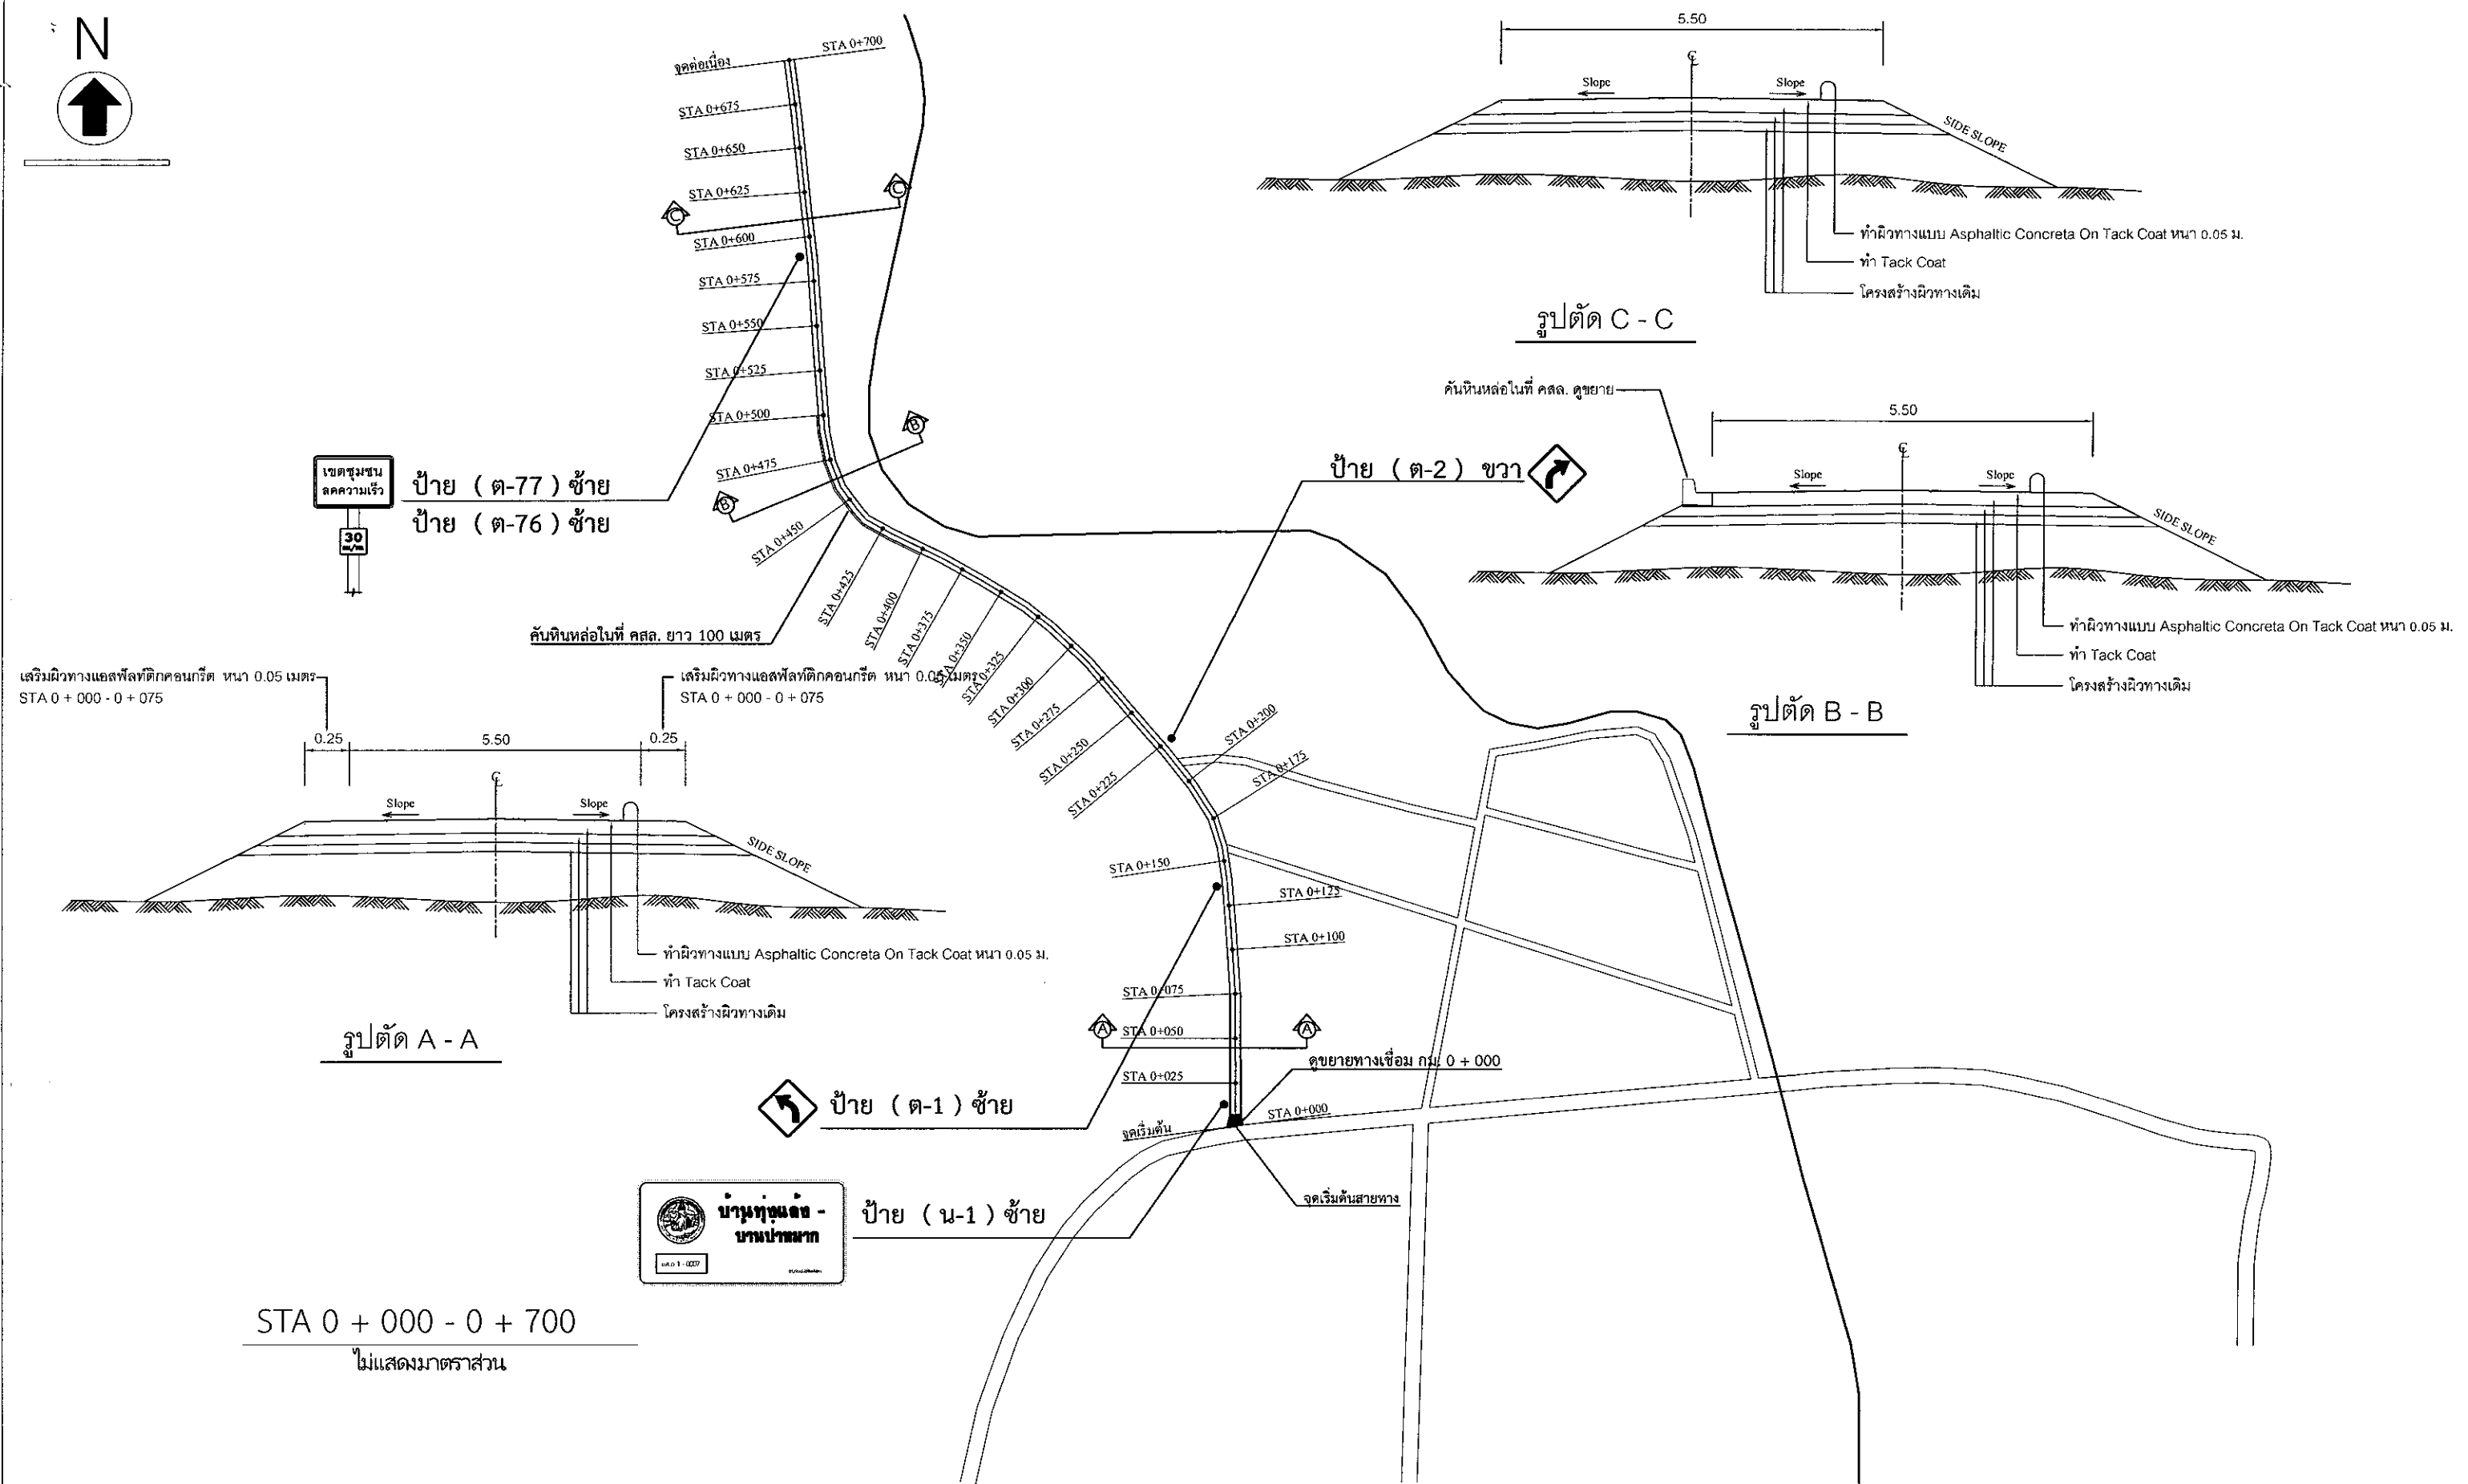 N
STA 0+700
จุดต่อเนื่อง
STA 0+675
STA 0+650
STA 0+625
C
C
STA 0+600
STA 0+575
STA 0+550
STA 0+525
STA 0+500
STA 0+475
B
B
STA 0+450
STA 0+425
STA 0+400
STA 0+375
STA 0+350
STA 0+325
STA 0+300
STA 0+275
STA 0+250
STA 0+225
STA 0+200
STA 0+175
STA 0+150
STA 0+125
STA 0+100
STA 0+075
A
STA 0+050
A
STA 0+025
STA 0+000
จุดเริ่มต้น
ดูขยายทางเชื่อม กม. 0 + 000
จุดเริ่มต้นสายทาง
5.50
℄
Slope
Slope
SIDE SLOPE
ทำผิวทางแบบ Asphaltic Concreta On Tack Coat หนา 0.05 ม.
ทำ Tack Coat
โครงสร้างผิวทางเดิม
รูปตัด C - C
คันหินหล่อในที่ คสล. ดูขยาย
5.50
℄
Slope
Slope
SIDE SLOPE
ทำผิวทางแบบ Asphaltic Concreta On Tack Coat หนา 0.05 ม.
ทำ Tack Coat
โครงสร้างผิวทางเดิม
รูปตัด B - B
ป้าย ( ต-2 ) ขวา
เขตชุมชน
ลดความเร็ว
30
ป้าย ( ต-77 ) ซ้าย
ป้าย ( ต-76 ) ซ้าย
คันหินหล่อในที่ คสล. ยาว 100 เมตร
เสริมผิวทางแอสฟัลท์ติกคอนกรีต หนา 0.05 เมตร
STA 0 + 000 - 0 + 075
เสริมผิวทางแอสฟัลท์ติกคอนกรีต หนา 0.05 เมตร
STA 0 + 000 - 0 + 075
0.25
5.50
0.25
℄
Slope
Slope
SIDE SLOPE
ทำผิวทางแบบ Asphaltic Concreta On Tack Coat หนา 0.05 ม.
ทำ Tack Coat
โครงสร้างผิวทางเดิม
รูปตัด A - A
ป้าย ( ต-1 ) ซ้าย
บ้านป่าหมาก
ป้าย ( น-1 ) ซ้าย
STA 0 + 000 - 0 + 700
ไม่แสดงมาตราส่วน